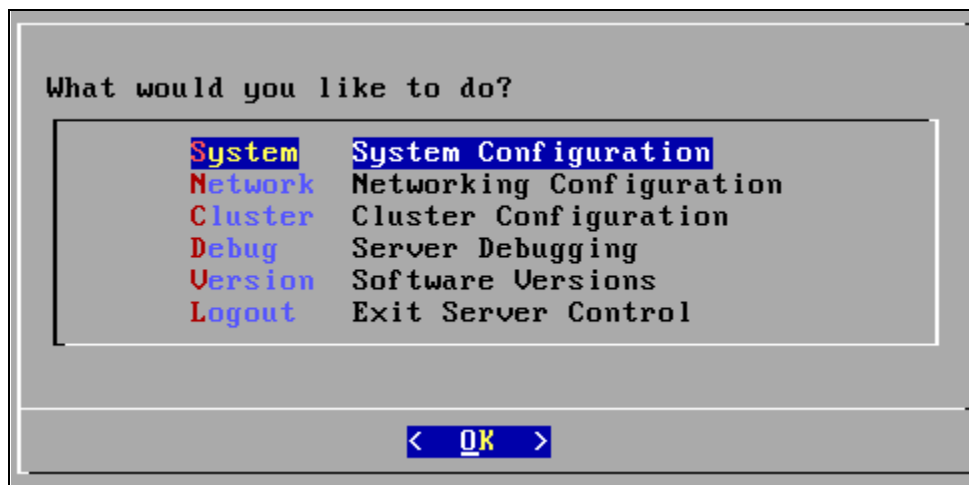 What would you like to do?
System System Configuration
Network Networking Configuration
Cluster Cluster Configuration
Debug Server Debugging
Version Software Versions
Logout Exit Server Control
< OK >